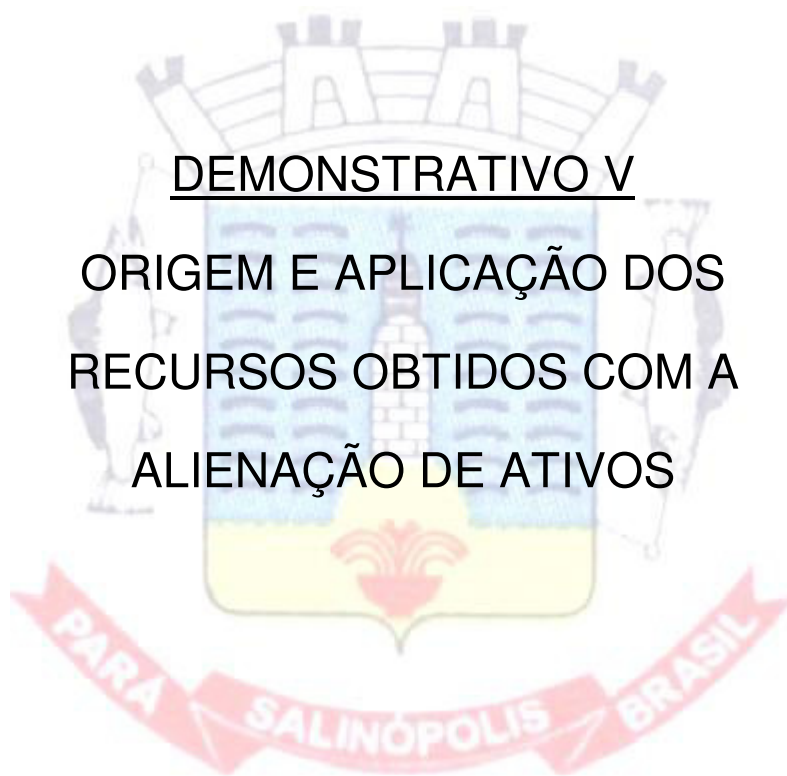 DEMONSTRATIVO V
ORIGEM E APLICAÇÃO DOS
RECURSOS OBTIDOS COM A
ALIENAÇÃO DE ATIVOS
PARÁ
SALINÓPOLIS
BRASIL